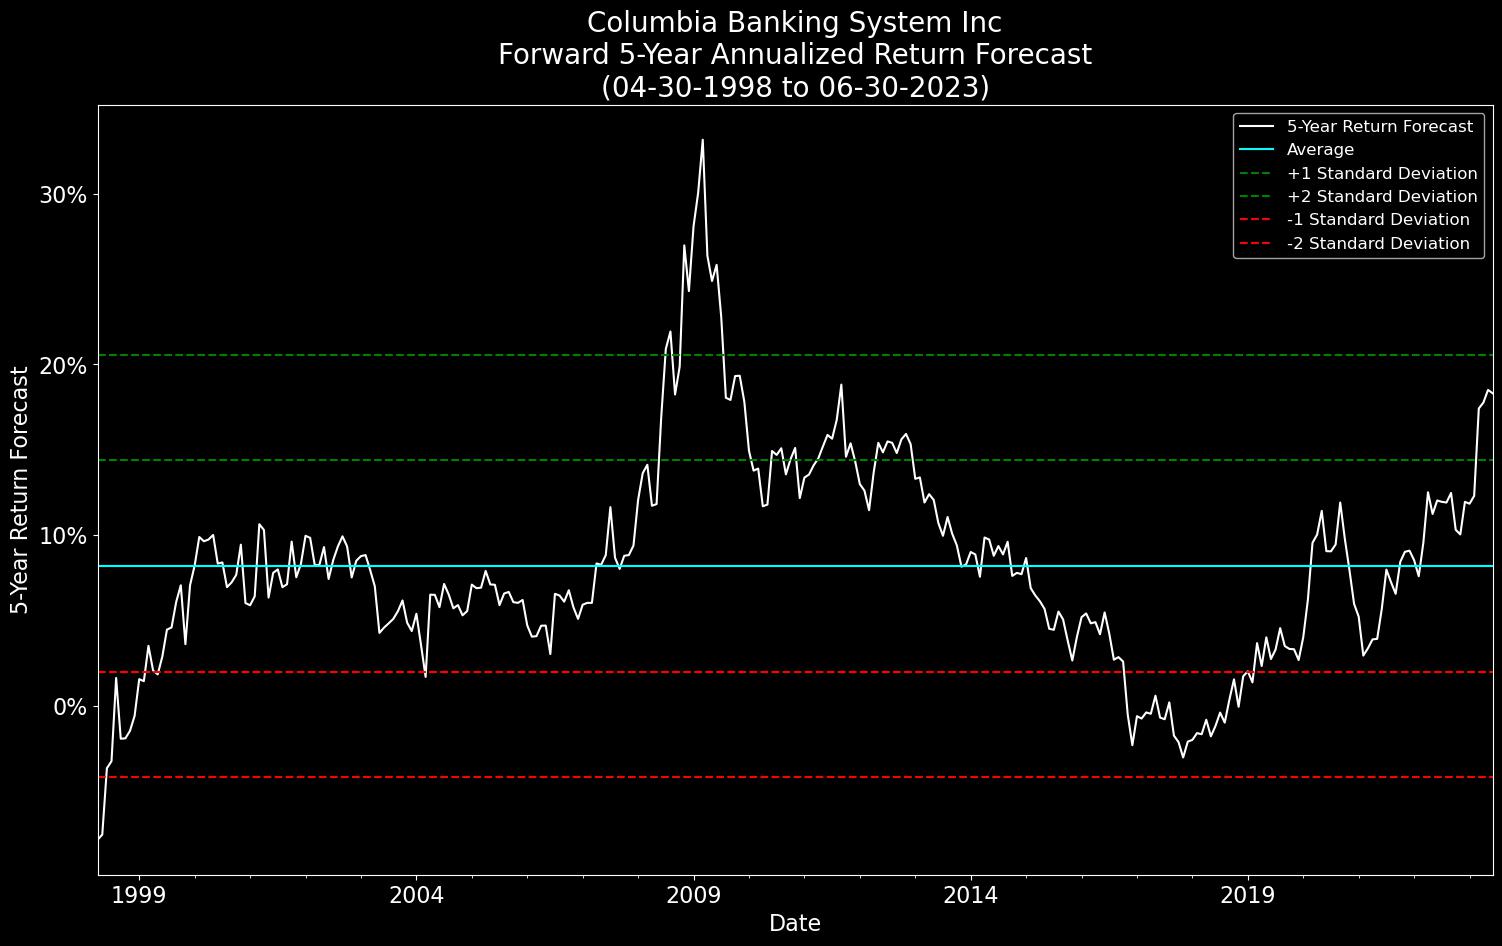 Columbia Banking System Inc
Forward 5-Year Annualized Return Forecast
(04-30-1998 to 06-30-2023)
5-Year Return Forecast
Average
+1 Standard Deviation
+2 Standard Deviation
-1 Standard Deviation
-2 Standard Deviation
5-Year Return Forecast
30%
20%
10%
0%
1999
2004
2009
2014
2019
Date